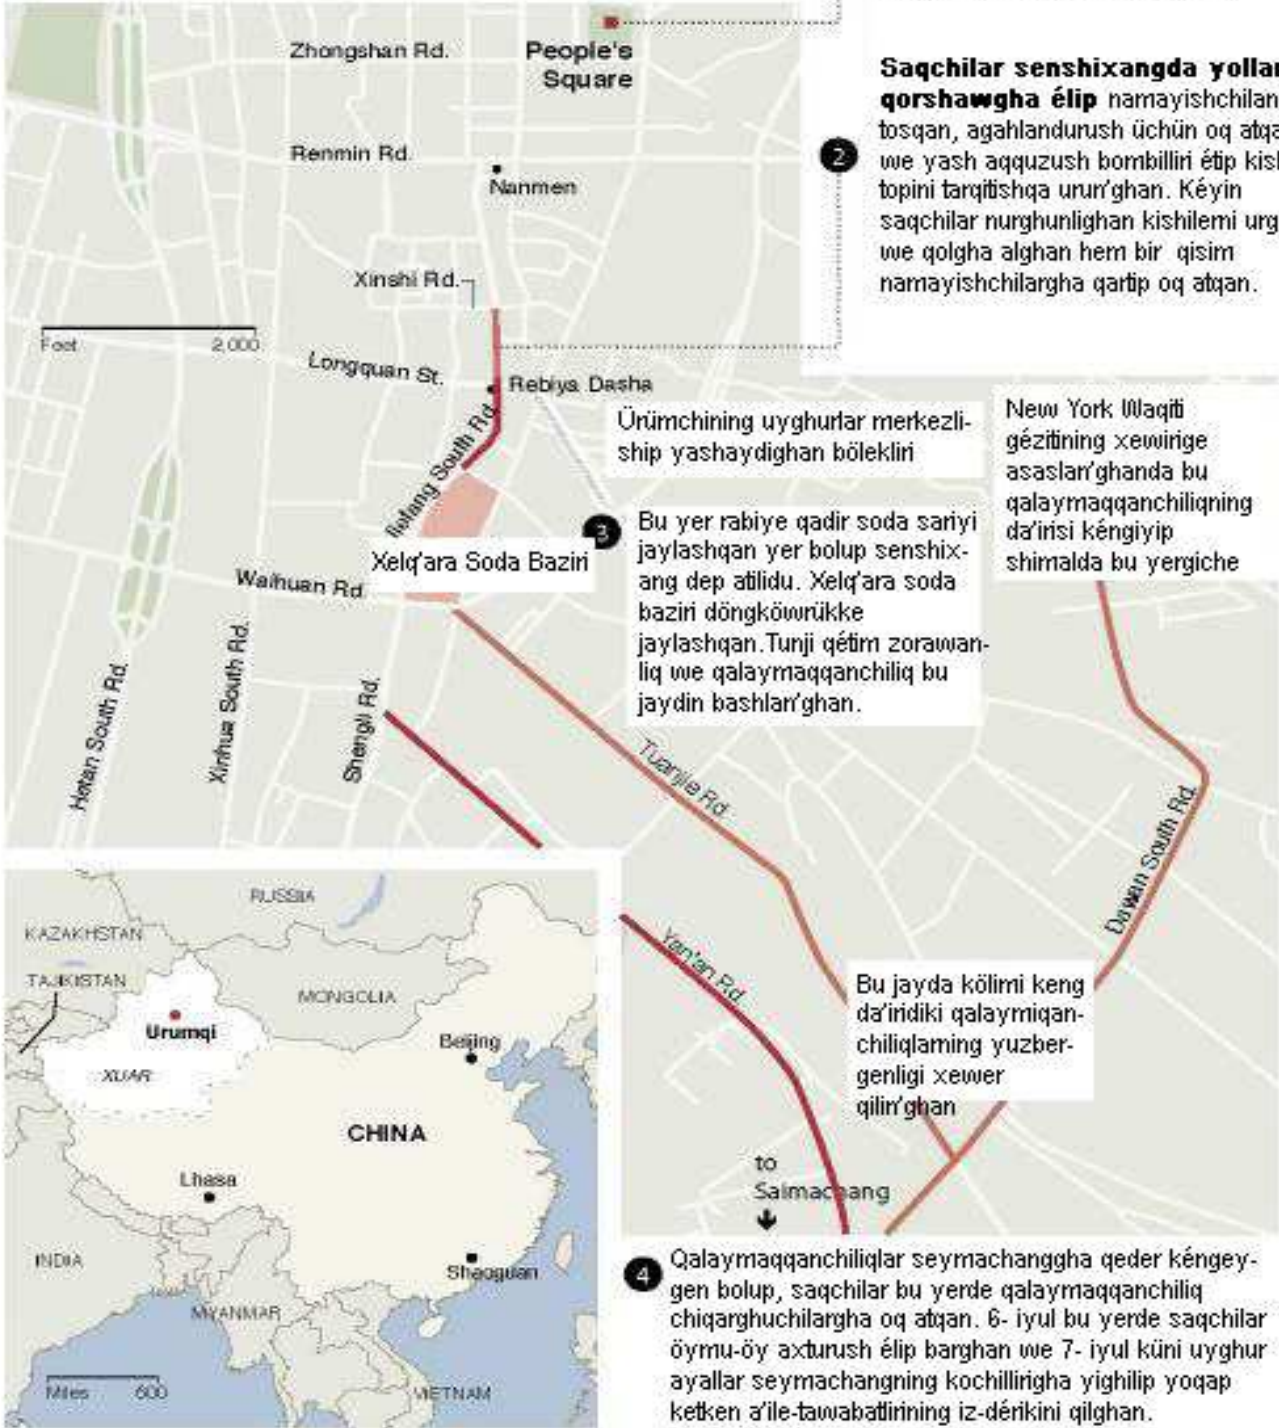 Zhongshan Rd.
People's
Square
Saqchilar senshixangda yollar
qorshawgha élip namayishchilarn
tosqan, agahlandurush üchün oq atqa
we yash aqquzush bombilliri étip kish
topini tarqitishqa urun'ghan. Kéyin
saqchilar nurghunlighan kishilerni urg
we qolgha alghan hem bir qisim
namayishchilargha qartip oq atqan.
2
Renmin Rd.
Nanmen
Xinshi Rd.
Feet 2,000
Longquan St.
Rebiya Dasha
South Rd.
Ürümchining uyghurlar merkezli-
ship yashaydighan bölekliri
New York Waqiti
gézitining xewirige
asaslan'ghanda bu
qalaymaqqanchiliqning
da'irisi kéngiyip
shimalda bu yergiche
3
Xelq'ara Soda Baziri
Bu yer rabiye qadir soda sariyi
jaylashqan yer bolup senshix-
ang dep atilidu. Xelq'ara soda
baziri döngköwrükke
jaylashqan.Tunji qétim zorawan-
liq we qalaymaqqanchiliq bu
jaydin bashlan'ghan.
Waihuan Rd.
Hetan South Rd.
Xinhua South Rd.
Shengli Rd.
Tuanjie Rd.
Dawan South Rd.
Yan'an Rd.
Bu jayda kölimi keng
da'iridiki qalaymiqan-
chiliqlarning yuzber-
genligi xewer
qilin'ghan
to
Saimachang
RUSSIA
KAZAKHSTAN
TAJIKISTAN
MONGOLIA
Urumqi
XUAR
Beijing
CHINA
Lhasa
INDIA
Shaoguan
MYANMAR
Miles 600
VIETNAM
4
Qalaymaqqanchiliqlar seymachanggha qeder kéngey-
gen bolup, saqchilar bu yerde qalaymaqqanchiliq
chiqarghuchilargha oq atqan. 6- iyul bu yerde saqchilar
öymu-öy axturush élip barghan we 7- iyul küni uyghur
ayallar seymachangning kochillirigha yighilip yoqap
ketken a'ile-tawabatlirining iz-dérikini qilghan.